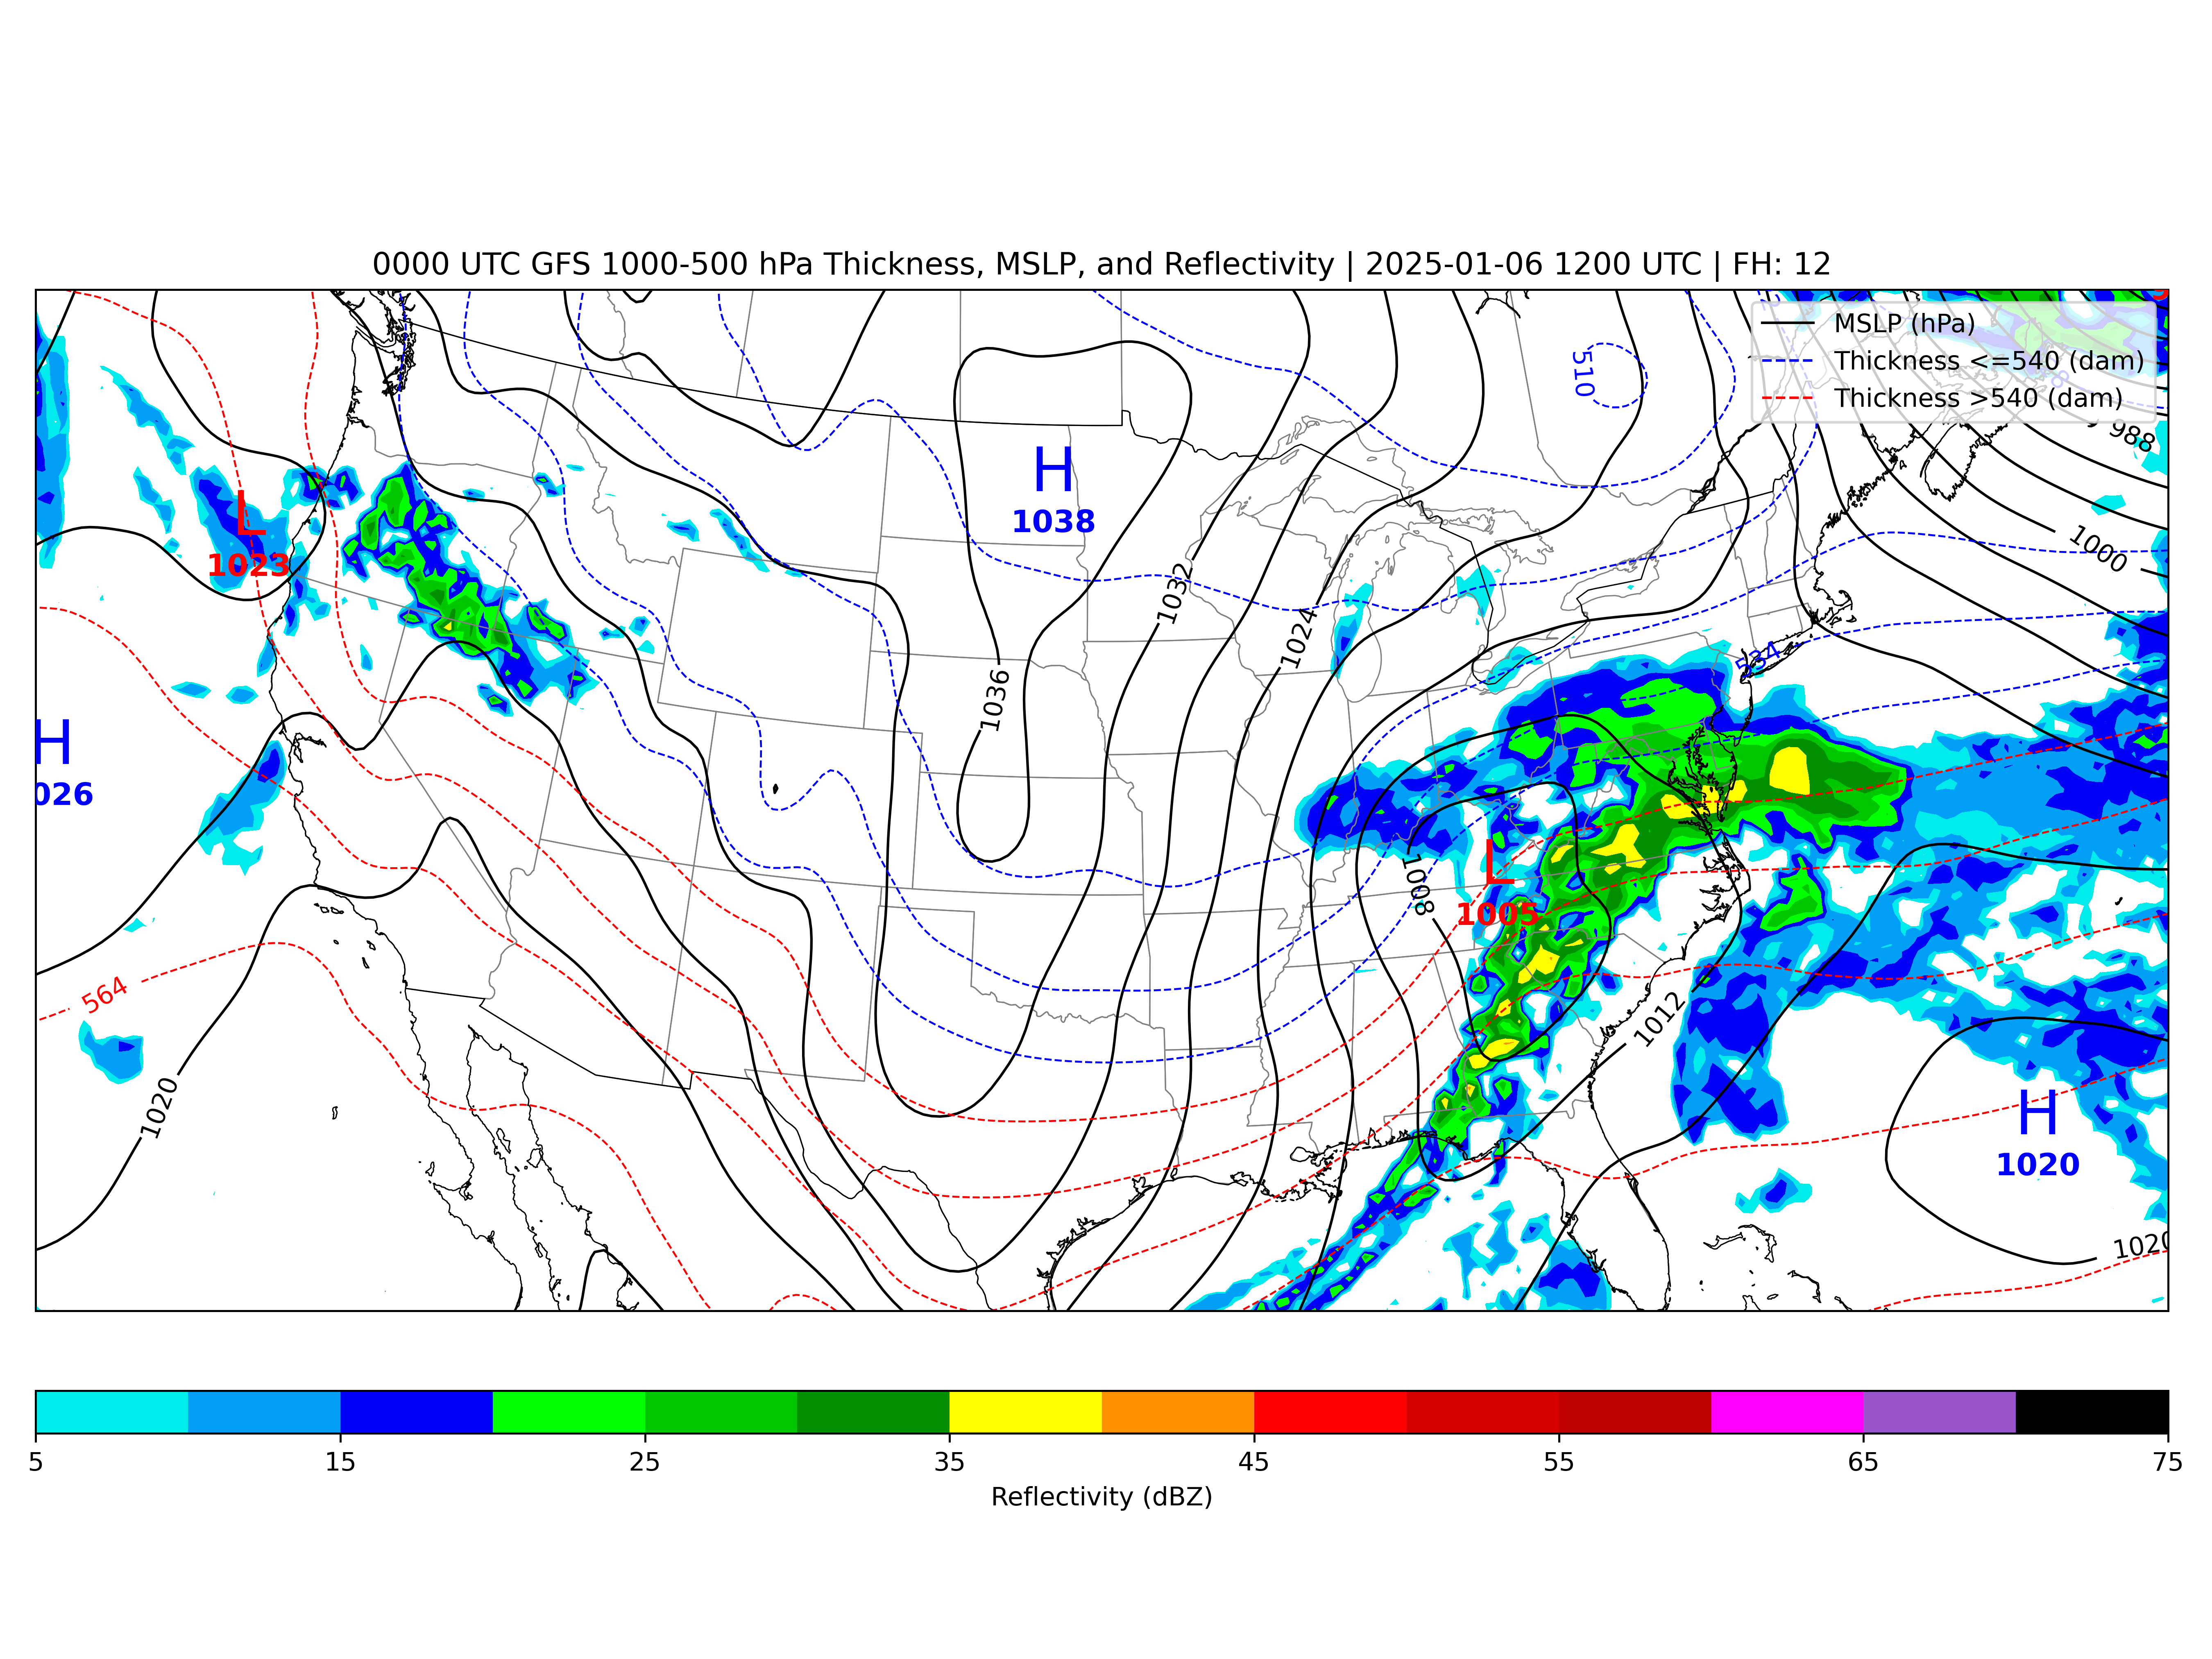 0000 UTC GFS 1000-500 hPa Thickness, MSLP, and Reflectivity | 2025-01-06 1200 UTC | FH: 12
MSLP (hPa)
Thickness <=540 (dam)
Thickness >540 (dam)
510
988
H
1038
L
1023
1000
1032
1024
534
1036
H
026
L
1005
1008
564
1012
1020
H
1020
1020
5 15 25 35 45 55 65 75
Reflectivity (dBZ)